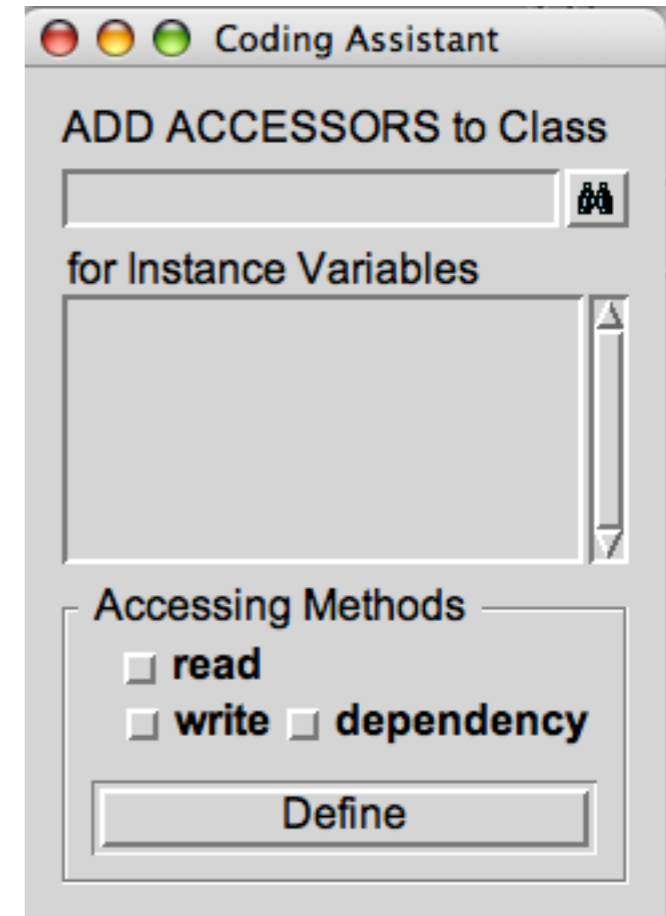 Coding Assistant
ADD ACCESSORS to Class
for Instance Variables
Accessing Methods
read
write dependency
Define